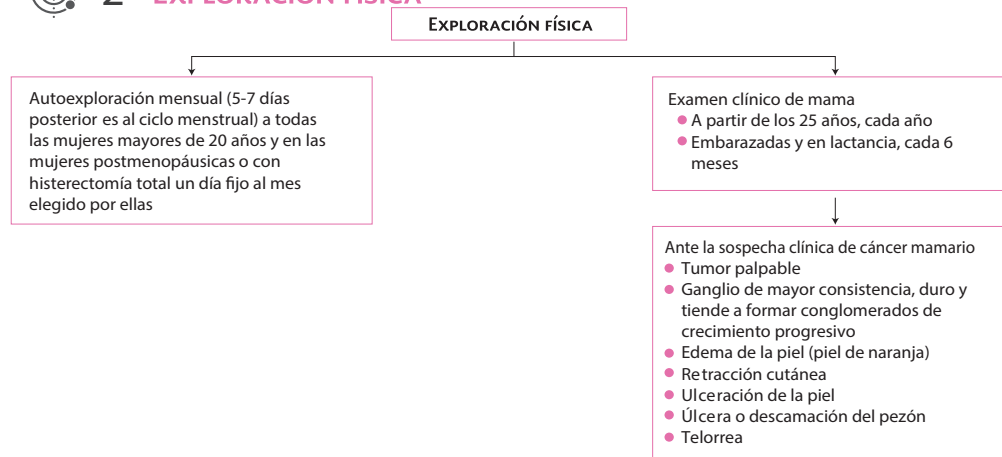 2 EXPLORACIÓN FÍSICA
EXPLORACIÓN FÍSICA
Autoexploración mensual (5-7 días
posterior es al ciclo menstrual) a todas
las mujeres mayores de 20 años y en las
mujeres postmenopáusicas o con
histerectomía total un día fijo al mes
elegido por ellas
Examen clínico de mama
● A partir de los 25 años, cada año
● Embarazadas y en lactancia, cada 6
meses
Ante la sospecha clínica de cáncer mamario
● Tumor palpable
● Ganglio de mayor consistencia, duro y
tiende a formar conglomerados de
crecimiento progresivo
● Edema de la piel (piel de naranja)
● Retracción cutánea
● Ulceración de la piel
● Úlcera o descamación del pezón
● Telorrea